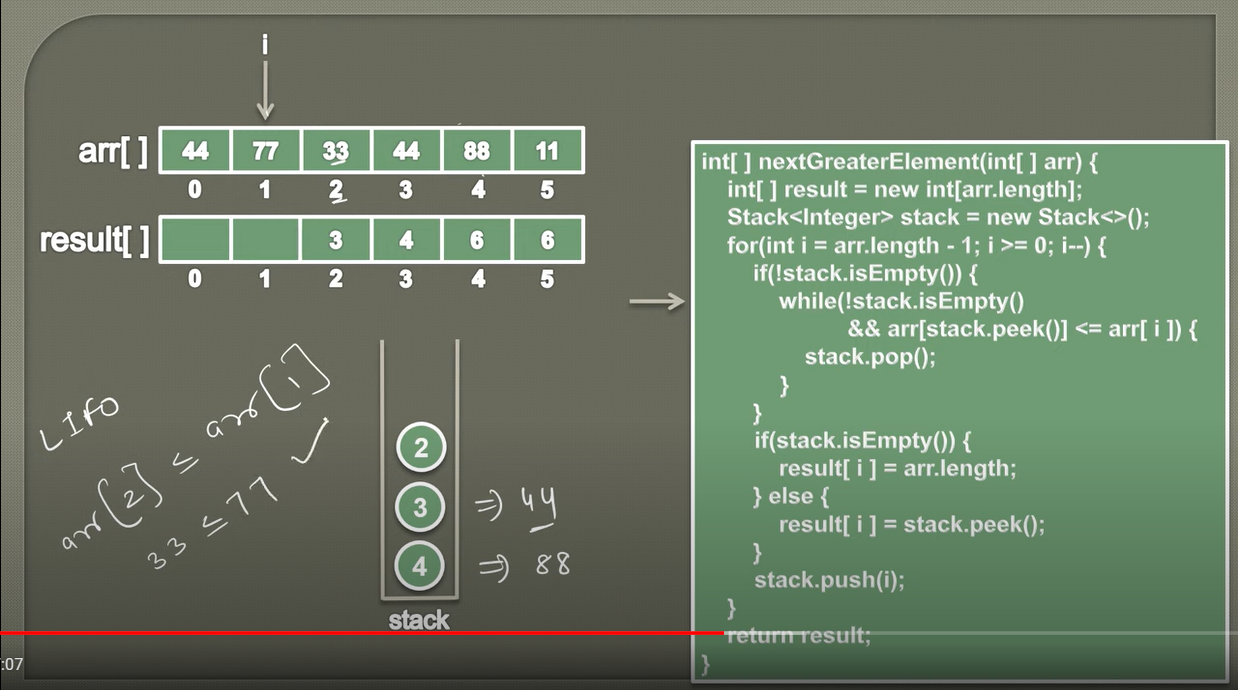 i
arr[ ] 44 77 33 44 88 11
0 1 2 3 4 5
result[ ] 3 4 6 6
0 1 2 3 4 5
LIFO
arr[2] ≤ arr[1]
33 ≤ 77 ✓
2
3 => 44
4 => 88
stack
int[ ] nextGreaterElement(int[ ] arr) {
int[ ] result = new int[arr.length];
Stack<Integer> stack = new Stack<>();
for(int i = arr.length - 1; i >= 0; i--) {
if(!stack.isEmpty()) {
while(!stack.isEmpty()
&& arr[stack.peek()] <= arr[ i ]) {
stack.pop();
}
}
if(stack.isEmpty()) {
result[ i ] = arr.length;
} else {
result[ i ] = stack.peek();
}
stack.push(i);
}
return result;
}
:07